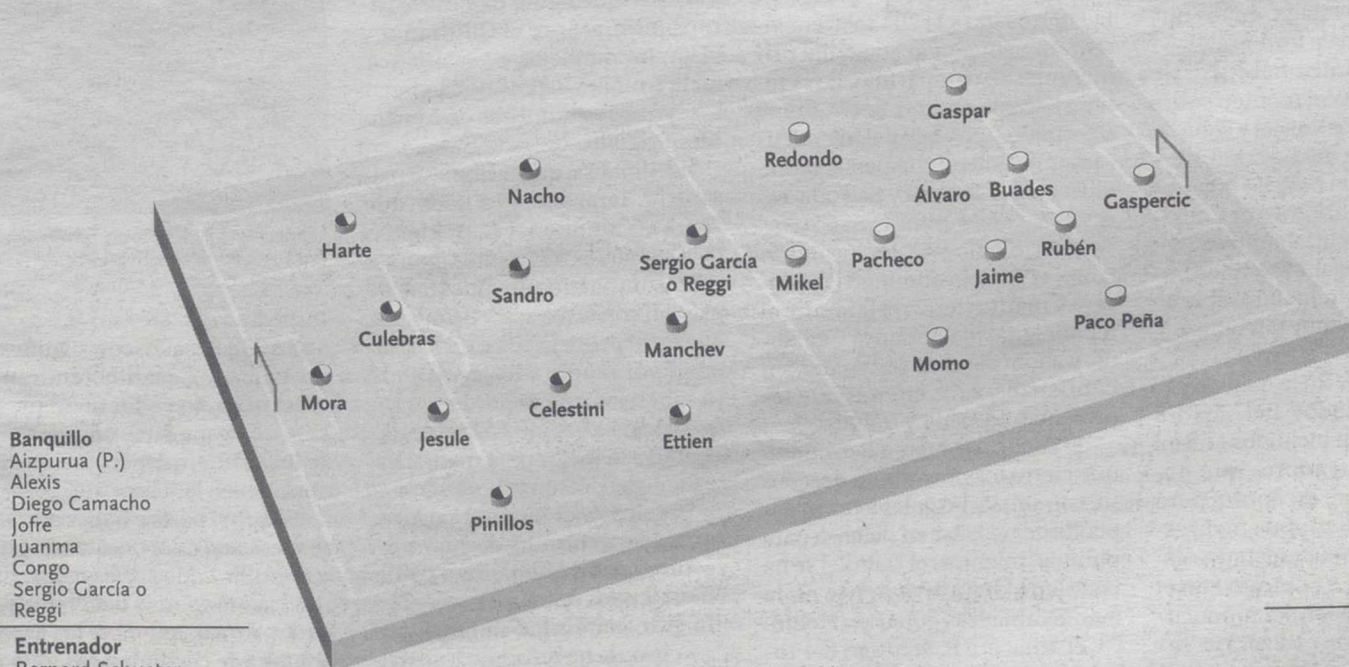 Gaspar
Redondo
Álvaro
Buades
Gaspercic
Nacho
Harte
Sergio García
o Reggi
Mikel
Pacheco
Jaime
Rubén
Sandro
Culebras
Manchev
Paco Peña
Momo
Mora
Celestini
Jesule
Ettien
Pinillos
Banquillo
Aizpurua (P.)
Alexis
Diego Camacho
Jofre
Juanma
Congo
Sergio García o
Reggi
Entrenador